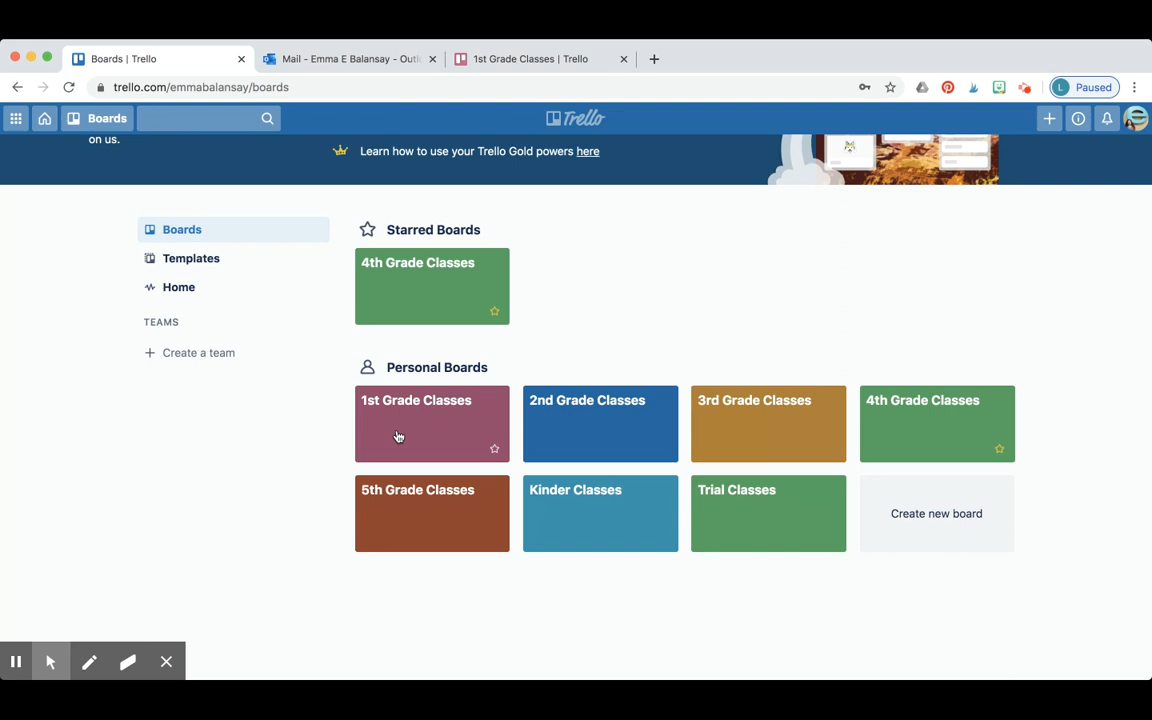 Boards | Trello
Mail - Emma E Balansay - Outl
1st Grade Classes | Trello
trello.com/emmabalansay/boards
L Paused
Boards
Trello
on us.
Learn how to use your Trello Gold powers here
Boards
Templates
Home
TEAMS
Create a team
Starred Boards
4th Grade Classes
Personal Boards
1st Grade Classes
2nd Grade Classes
3rd Grade Classes
4th Grade Classes
5th Grade Classes
Kinder Classes
Trial Classes
Create new board